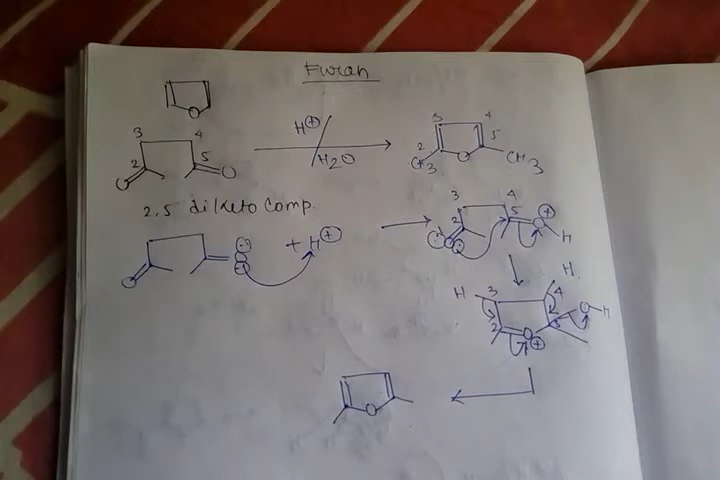 Furan
O
3 4 H⊕ 3 4
2 5 2 5
O O H2O CH3 O CH3
2,5 diketo comp.
3 4
2 5 O⊕ H
O O + H⊕ O
H 3 4 H
2 O⊕ O-H
O